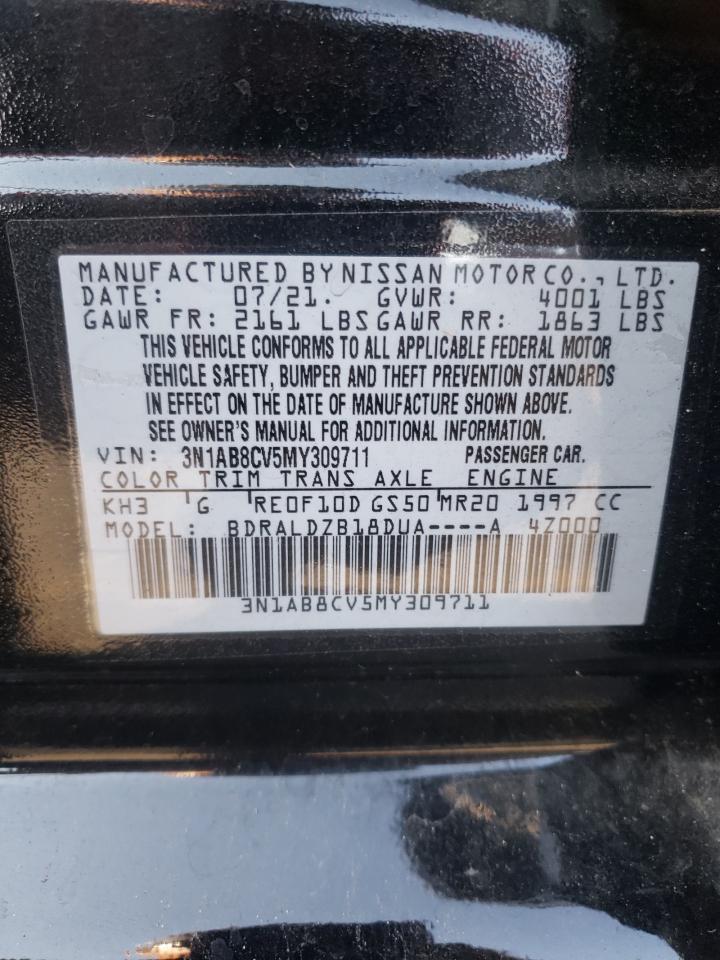 MANUFACTURED BY NISSAN MOTOR CO., LTD.
DATE: 07/21. GVWR: 4001 LBS
GAWR FR: 2161 LBS GAWR RR: 1863 LBS
THIS VEHICLE CONFORMS TO ALL APPLICABLE FEDERAL MOTOR
VEHICLE SAFETY, BUMPER AND THEFT PREVENTION STANDARDS
IN EFFECT ON THE DATE OF MANUFACTURE SHOWN ABOVE.
SEE OWNER'S MANUAL FOR ADDITIONAL INFORMATION.
VIN: 3N1AB8CV5MY309711 PASSENGER CAR.
COLOR TRIM TRANS AXLE ENGINE
KH3 G RE0F10D GS50 MR20 1997 CC
MODEL: BDRALDZB18DUA----A 4Z000
3N1AB8CV5MY309711